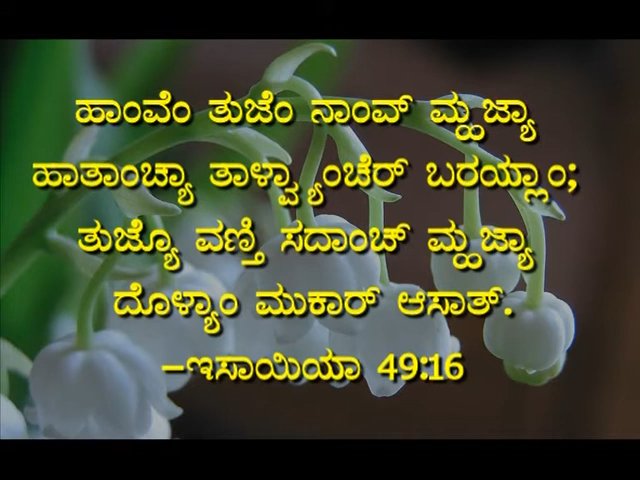 ಹಾಂವೆಂ ತುಜೆಂ ನಾಂವ್ ಮ್ಹಜ್ಯಾ
ಹಾತಾಂಚ್ಯಾ ತಾಳ್ವ್ಯಾಂಚೆರ್ ಬರಯ್ಲಾಂ;
ತುಜ್ಯೊ ವಣ್ತಿ ಸದಾಂಚ್ ಮ್ಹಜ್ಯಾ
ದೊಳ್ಯಾಂ ಮುಕಾರ್ ಆಸಾತ್.
–ಇಸಾಯಿಯಾ 49:16